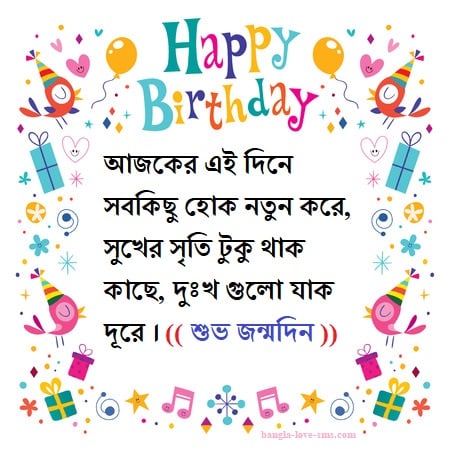 Happy
Birthday
আজকের এই দিনে
সবকিছু হোক নতুন করে,
সুখের সৃতি টুকু থাক
কাছে, দুঃখ গুলো যাক
দূরে । (( শুভ জন্মদিন ))
bangla-love-sms.com